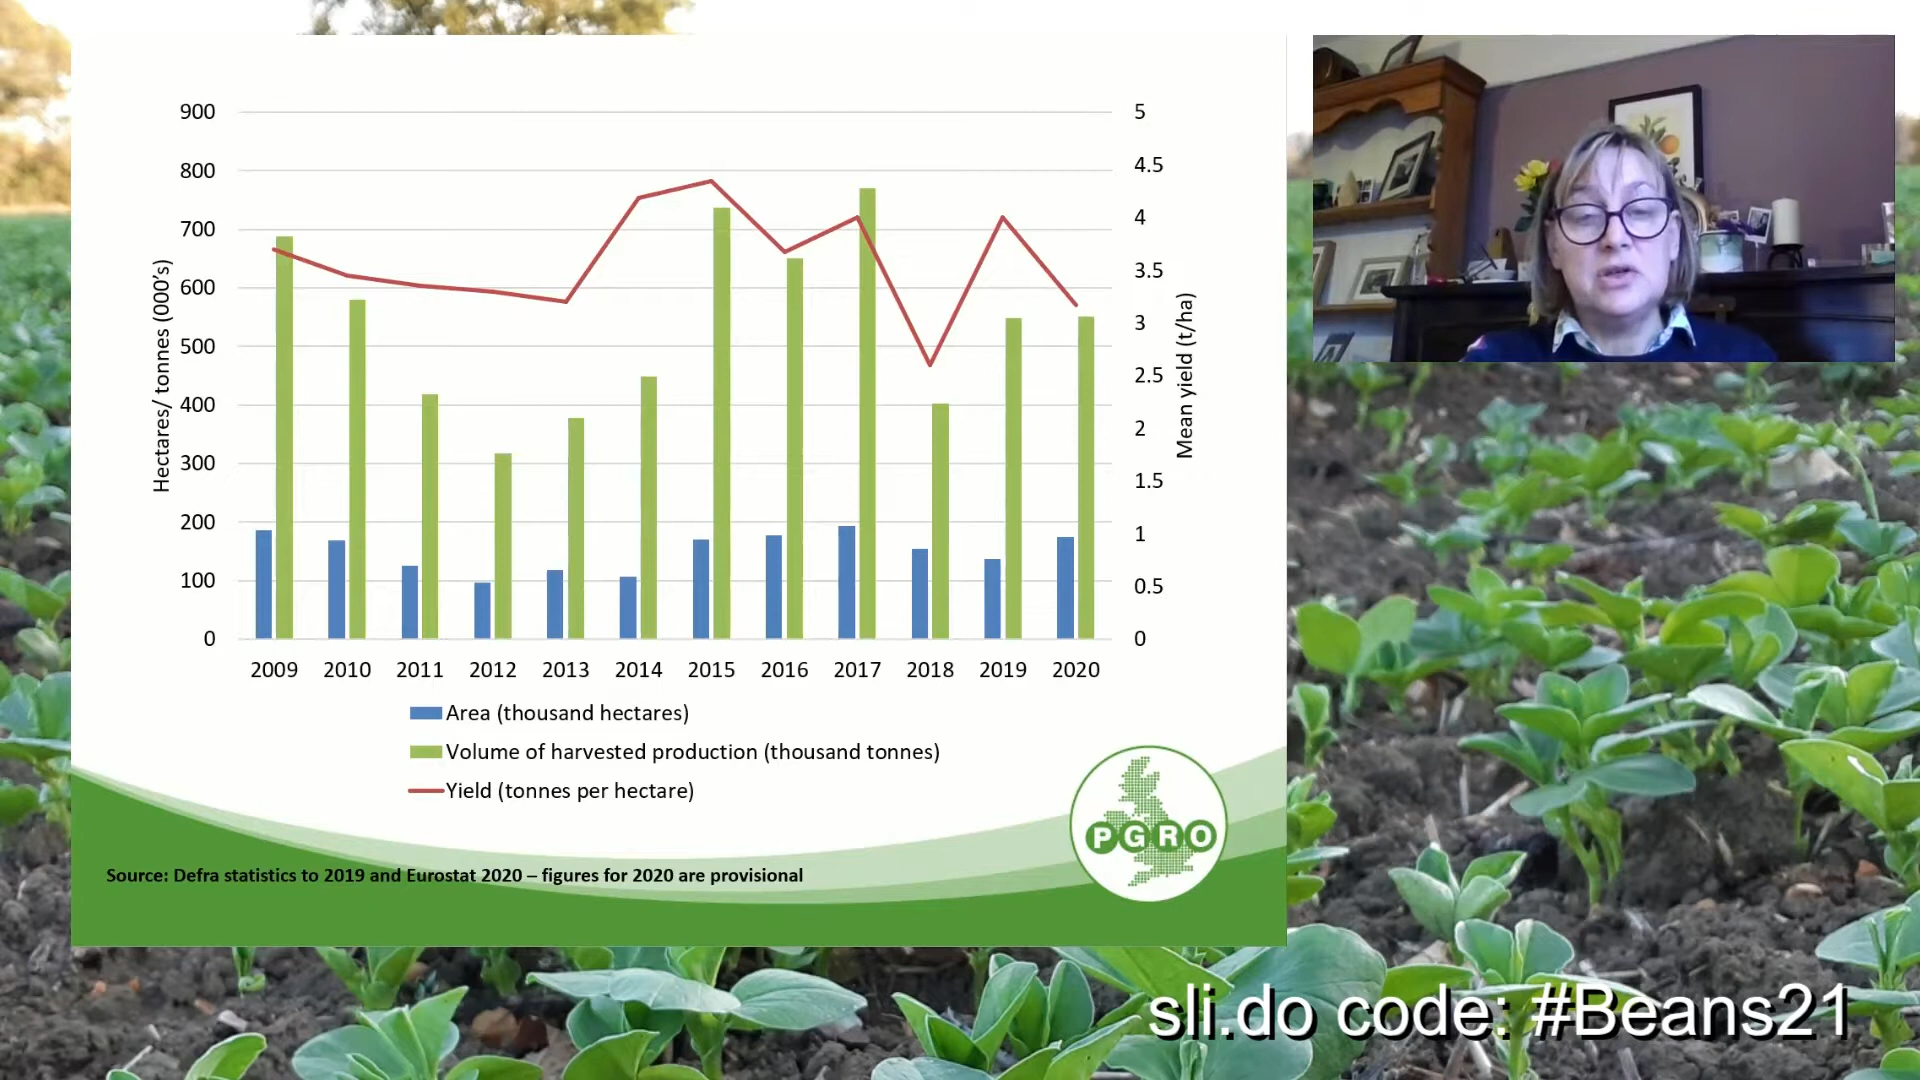 900
800
700
600
500
400
300
200
100
0
Hectares/ tonnes (000's)
5
4.5
4
3.5
3
2.5
2
1.5
1
0.5
0
Mean yield (t/ha)
2009 2010 2011 2012 2013 2014 2015 2016 2017 2018 2019 2020
Area (thousand hectares)
Volume of harvested production (thousand tonnes)
Yield (tonnes per hectare)
PGRO
Source: Defra statistics to 2019 and Eurostat 2020 – figures for 2020 are provisional
sli.do code: #Beans21